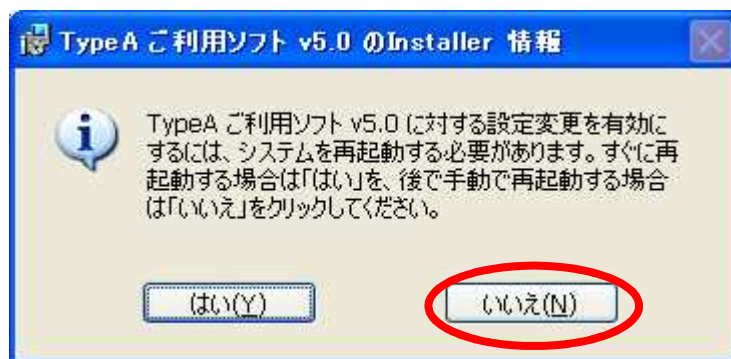 TypeA ご利用ソフト v5.0 のInstaller 情報
TypeA ご利用ソフト v5.0 に対する設定変更を有効に
するには、システムを再起動する必要があります。すぐに再
起動する場合は「はい」を、後で手動で再起動する場合
は「いいえ」をクリックしてください。
はい(Y) いいえ(N)